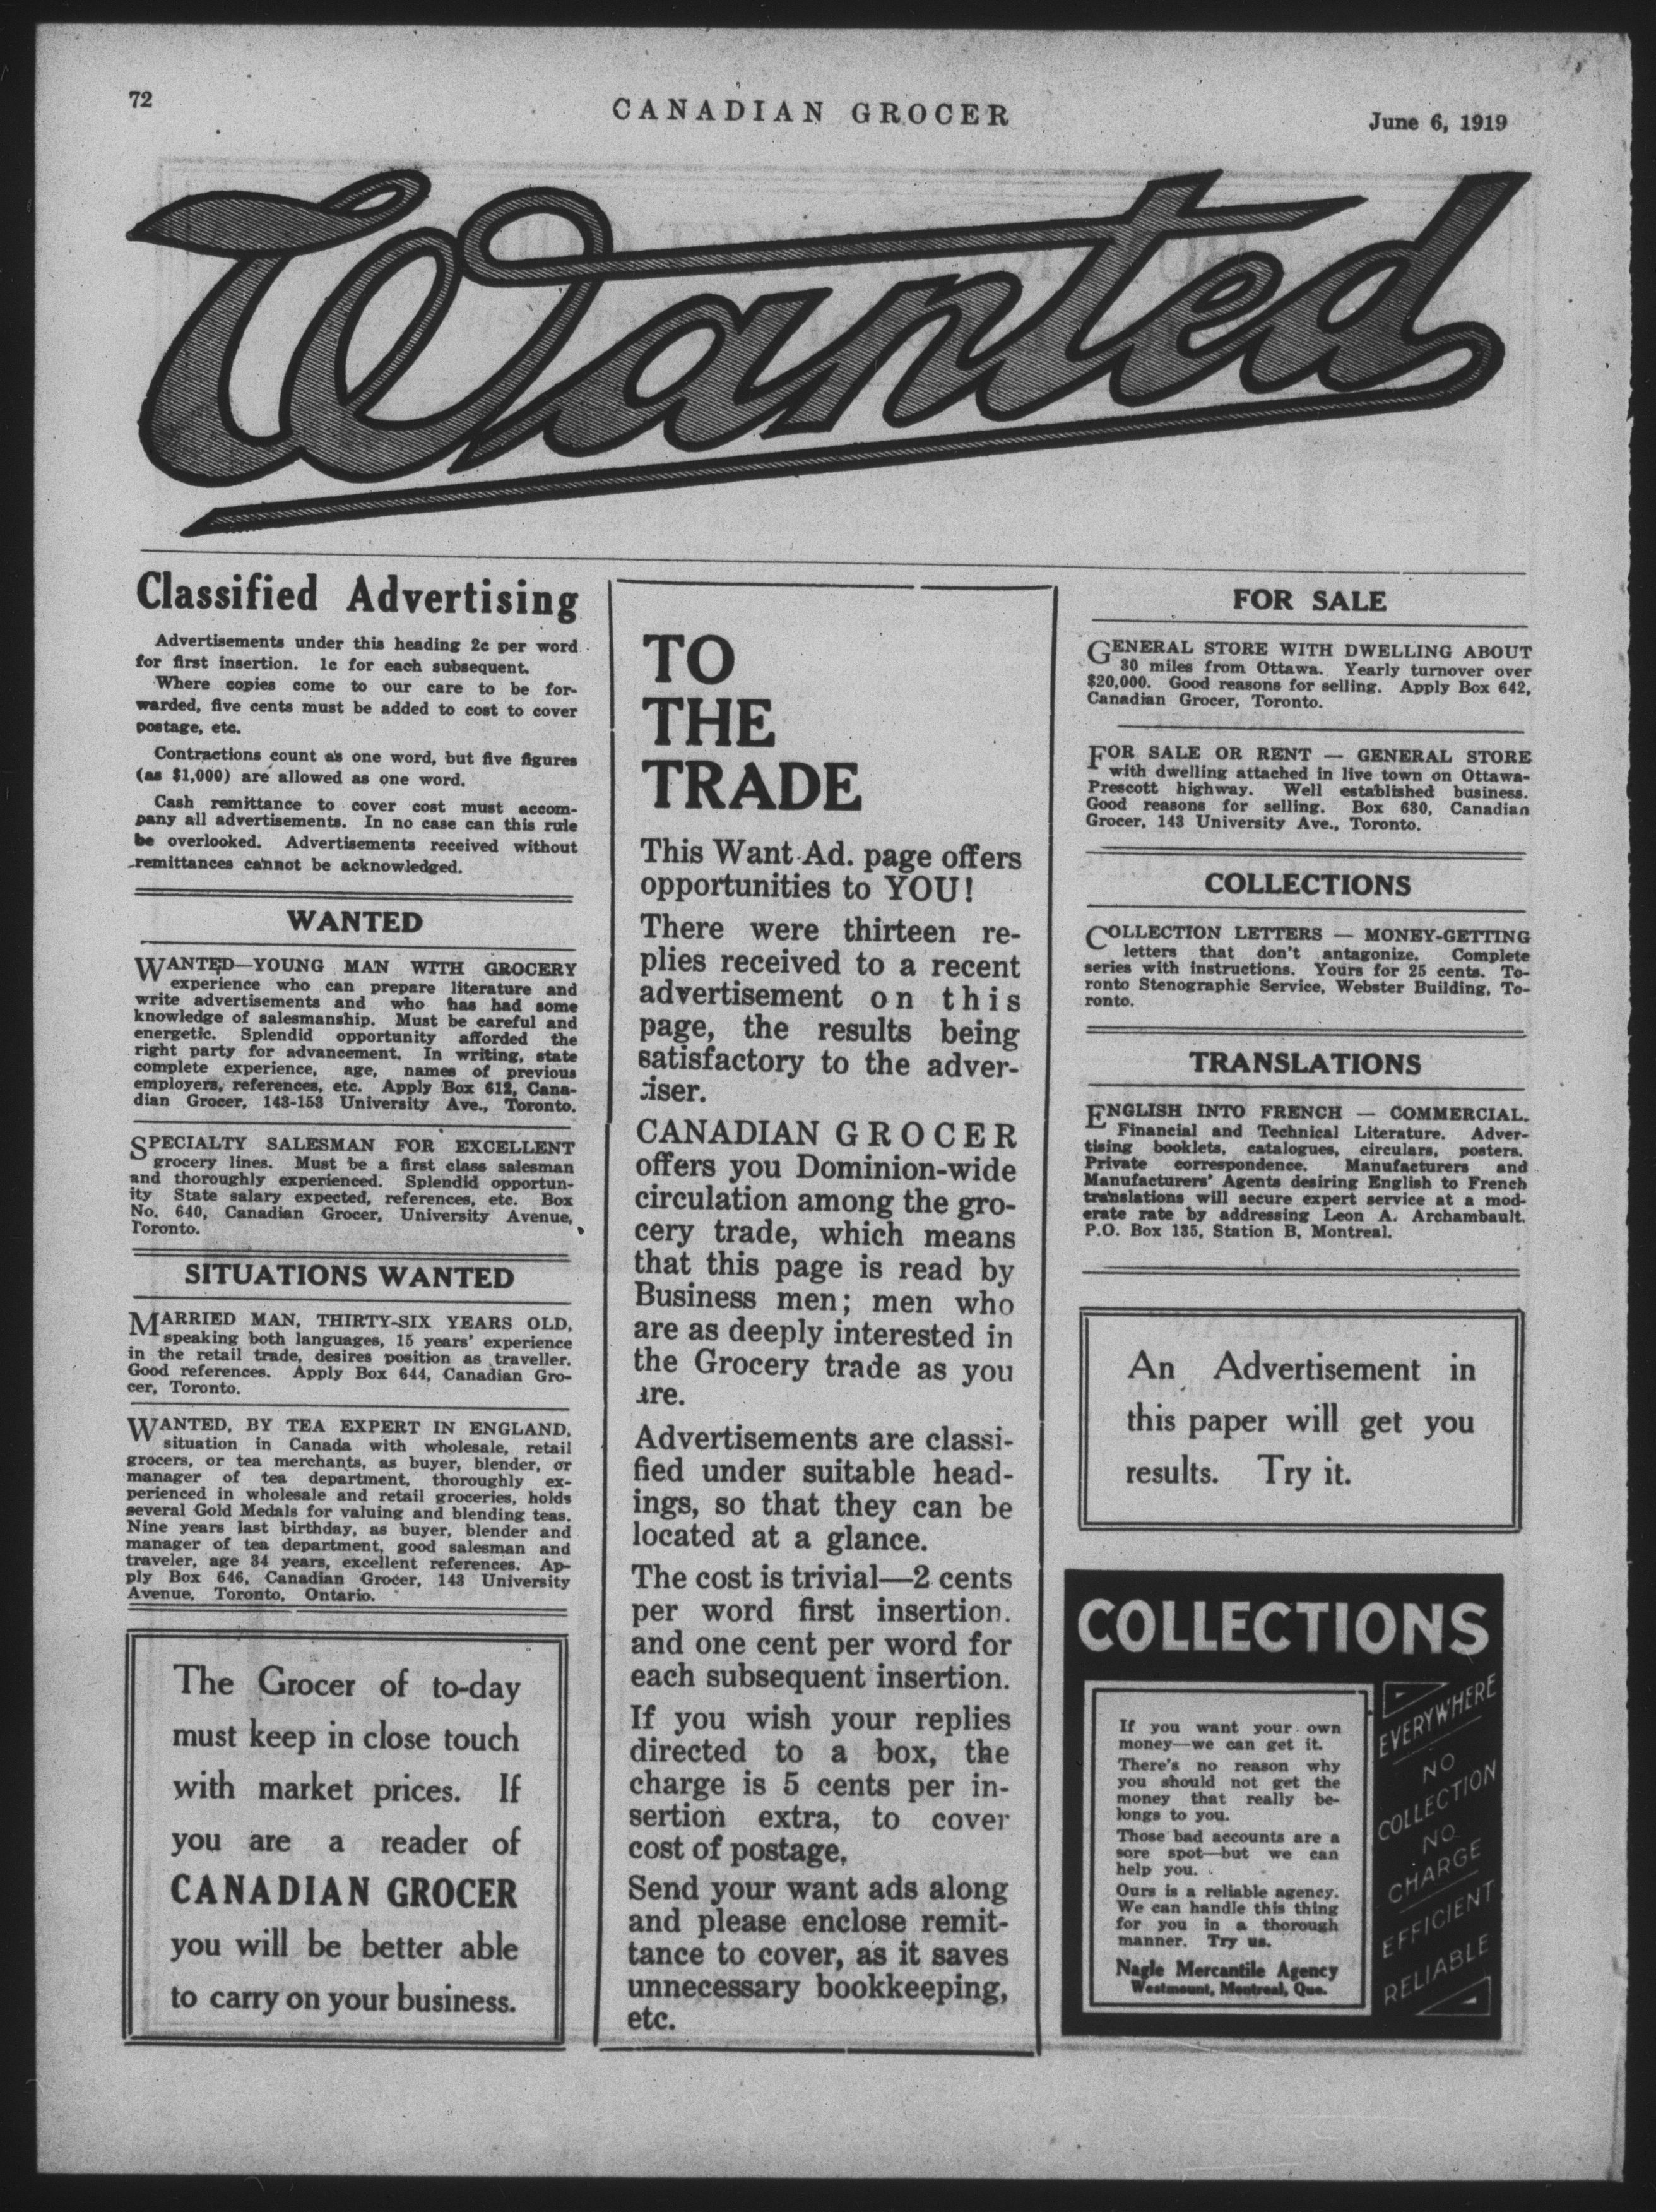 72
CANADIAN GROCER
June 6, 1919
Wanted
Classified Advertising
Advertisements under this heading 2c per word
for first insertion. 1c for each subsequent.
Where copies come to our care to be for-
warded, five cents must be added to cost to cover
postage, etc.
Contractions count as one word, but five figures
(as $1,000) are allowed as one word.
Cash remittance to cover cost must accom-
pany all advertisements. In no case can this rule
be overlooked. Advertisements received without
remittances cannot be acknowledged.
WANTED
WANTED—YOUNG MAN WITH GROCERY
experience who can prepare literature and
write advertisements and who has had some
knowledge of salesmanship. Must be careful and
energetic. Splendid opportunity afforded the
right party for advancement. In writing, state
complete experience, age, names of previous
employers, references, etc. Apply Box 612, Cana-
dian Grocer, 143-153 University Ave., Toronto.
SPECIALTY SALESMAN FOR EXCELLENT
grocery lines. Must be a first class salesman
and thoroughly experienced. Splendid opportun-
ity State salary expected, references, etc. Box
No. 640, Canadian Grocer, University Avenue,
Toronto.
SITUATIONS WANTED
MARRIED MAN, THIRTY-SIX YEARS OLD,
speaking both languages, 15 years' experience
in the retail trade, desires position as traveller.
Good references. Apply Box 644, Canadian Gro-
cer, Toronto.
WANTED, BY TEA EXPERT IN ENGLAND,
situation in Canada with wholesale, retail
grocers, or tea merchants, as buyer, blender, or
manager of tea department, thoroughly ex-
perienced in wholesale and retail groceries, holds
several Gold Medals for valuing and blending teas.
Nine years last birthday, as buyer, blender and
manager of tea department, good salesman and
traveler, age 34 years, excellent references. Ap-
ply Box 646, Canadian Grocer, 143 University
Avenue, Toronto, Ontario.
The Grocer of to-day
must keep in close touch
with market prices. If
you are a reader of
CANADIAN GROCER
you will be better able
to carry on your business.
TO
THE
TRADE
This Want Ad. page offers
opportunities to YOU!
There were thirteen re-
plies received to a recent
advertisement on this
page, the results being
satisfactory to the adver-
tiser.
CANADIAN GROCER
offers you Dominion-wide
circulation among the gro-
cery trade, which means
that this page is read by
Business men; men who
are as deeply interested in
the Grocery trade as you
are.
Advertisements are classi-
fied under suitable head-
ings, so that they can be
located at a glance.
The cost is trivial—2 cents
per word first insertion.
and one cent per word for
each subsequent insertion.
If you wish your replies
directed to a box, the
charge is 5 cents per in-
sertion extra, to cover
cost of postage.
Send your want ads along
and please enclose remit-
tance to cover, as it saves
unnecessary bookkeeping,
etc.
FOR SALE
GENERAL STORE WITH DWELLING ABOUT
30 miles from Ottawa. Yearly turnover over
$20,000. Good reasons for selling. Apply Box 642,
Canadian Grocer, Toronto.
FOR SALE OR RENT — GENERAL STORE
with dwelling attached in live town on Ottawa-
Prescott highway. Well established business.
Good reasons for selling. Box 630, Canadian
Grocer, 143 University Ave., Toronto.
COLLECTIONS
COLLECTION LETTERS — MONEY-GETTING
letters that don't antagonize. Complete
series with instructions. Yours for 25 cents. To-
ronto Stenographic Service, Webster Building, To-
ronto.
TRANSLATIONS
ENGLISH INTO FRENCH — COMMERCIAL.
Financial and Technical Literature. Adver-
tising booklets, catalogues, circulars, posters.
Private correspondence. Manufacturers and
Manufacturers' Agents desiring English to French
translations will secure expert service at a mod-
erate rate by addressing Leon A. Archambault.
P.O. Box 135, Station B, Montreal.
An Advertisement in
this paper will get you
results. Try it.
COLLECTIONS
If you want your own
money—we can get it.
There's no reason why
you should not get the
money that really be-
longs to you.
Those bad accounts are a
sore spot—but we can
help you.
Ours is a reliable agency.
We can handle this thing
for you in a thorough
manner. Try us.
Nagle Mercantile Agency
Westmount, Montreal, Que.
EVERYWHERE
NO
COLLECTION
NO
CHARGE
EFFICIENT
RELIABLE